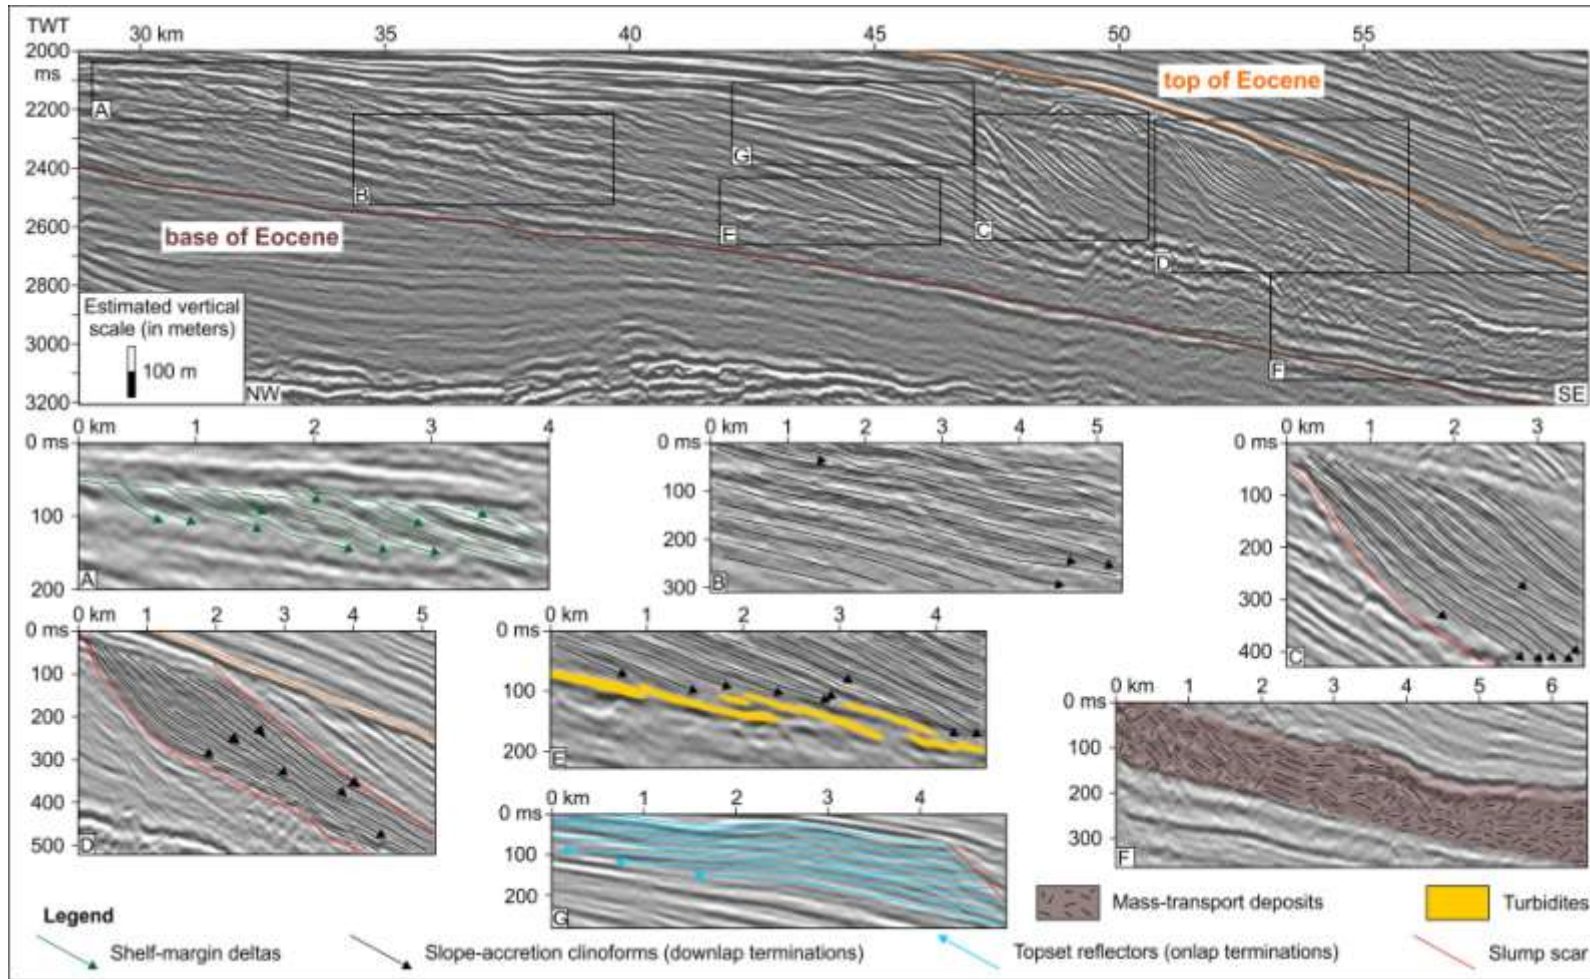 TWT 30 km 35 40 45 50 55
2000
ms
2200
2400
2600
2800
3000
3200
top of Eocene
base of Eocene
A
B
G
E
C
D
F
Estimated vertical
scale (in meters)
100 m
NW
SE
0 km 1 2 3 4
0 ms
100
200
A
0 km 1 2 3 4 5
0 ms
100
200
300
B
0 km 1 2 3
0 ms
100
200
300
400
C
0 km 1 2 3 4 5
0 ms
100
200
300
400
500
D
0 km 1 2 3 4
0 ms
100
200
E
0 km 1 2 3 4 5 6
0 ms
100
200
300
F
0 km 1 2 3 4
0 ms
100
200
G
Mass-transport deposits
Turbidites
Legend
Shelf-margin deltas
Slope-accretion clinoforms (downlap terminations)
Topset reflectors (onlap terminations)
Slump scar